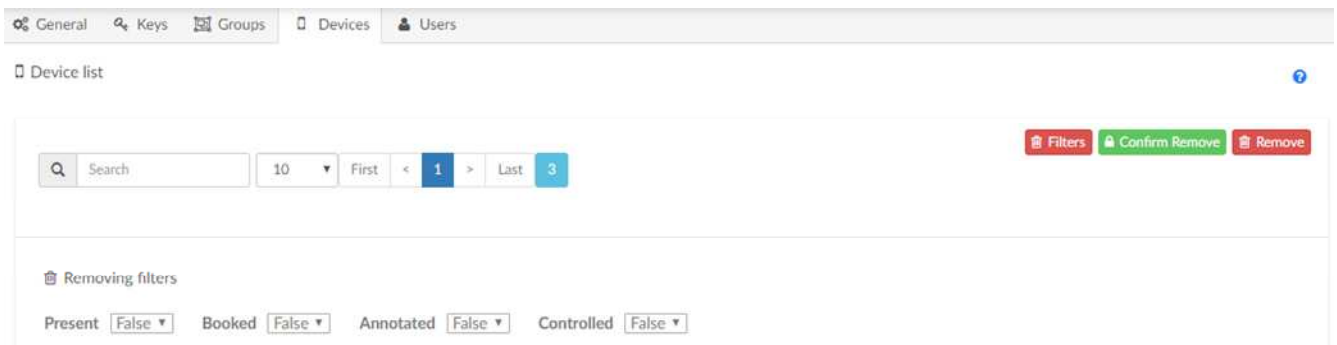 General Keys Groups Devices Users
Device list
Filters Confirm Remove Remove
Search 10 First < 1 > Last 3
Removing filters
Present False Booked False Annotated False Controlled False